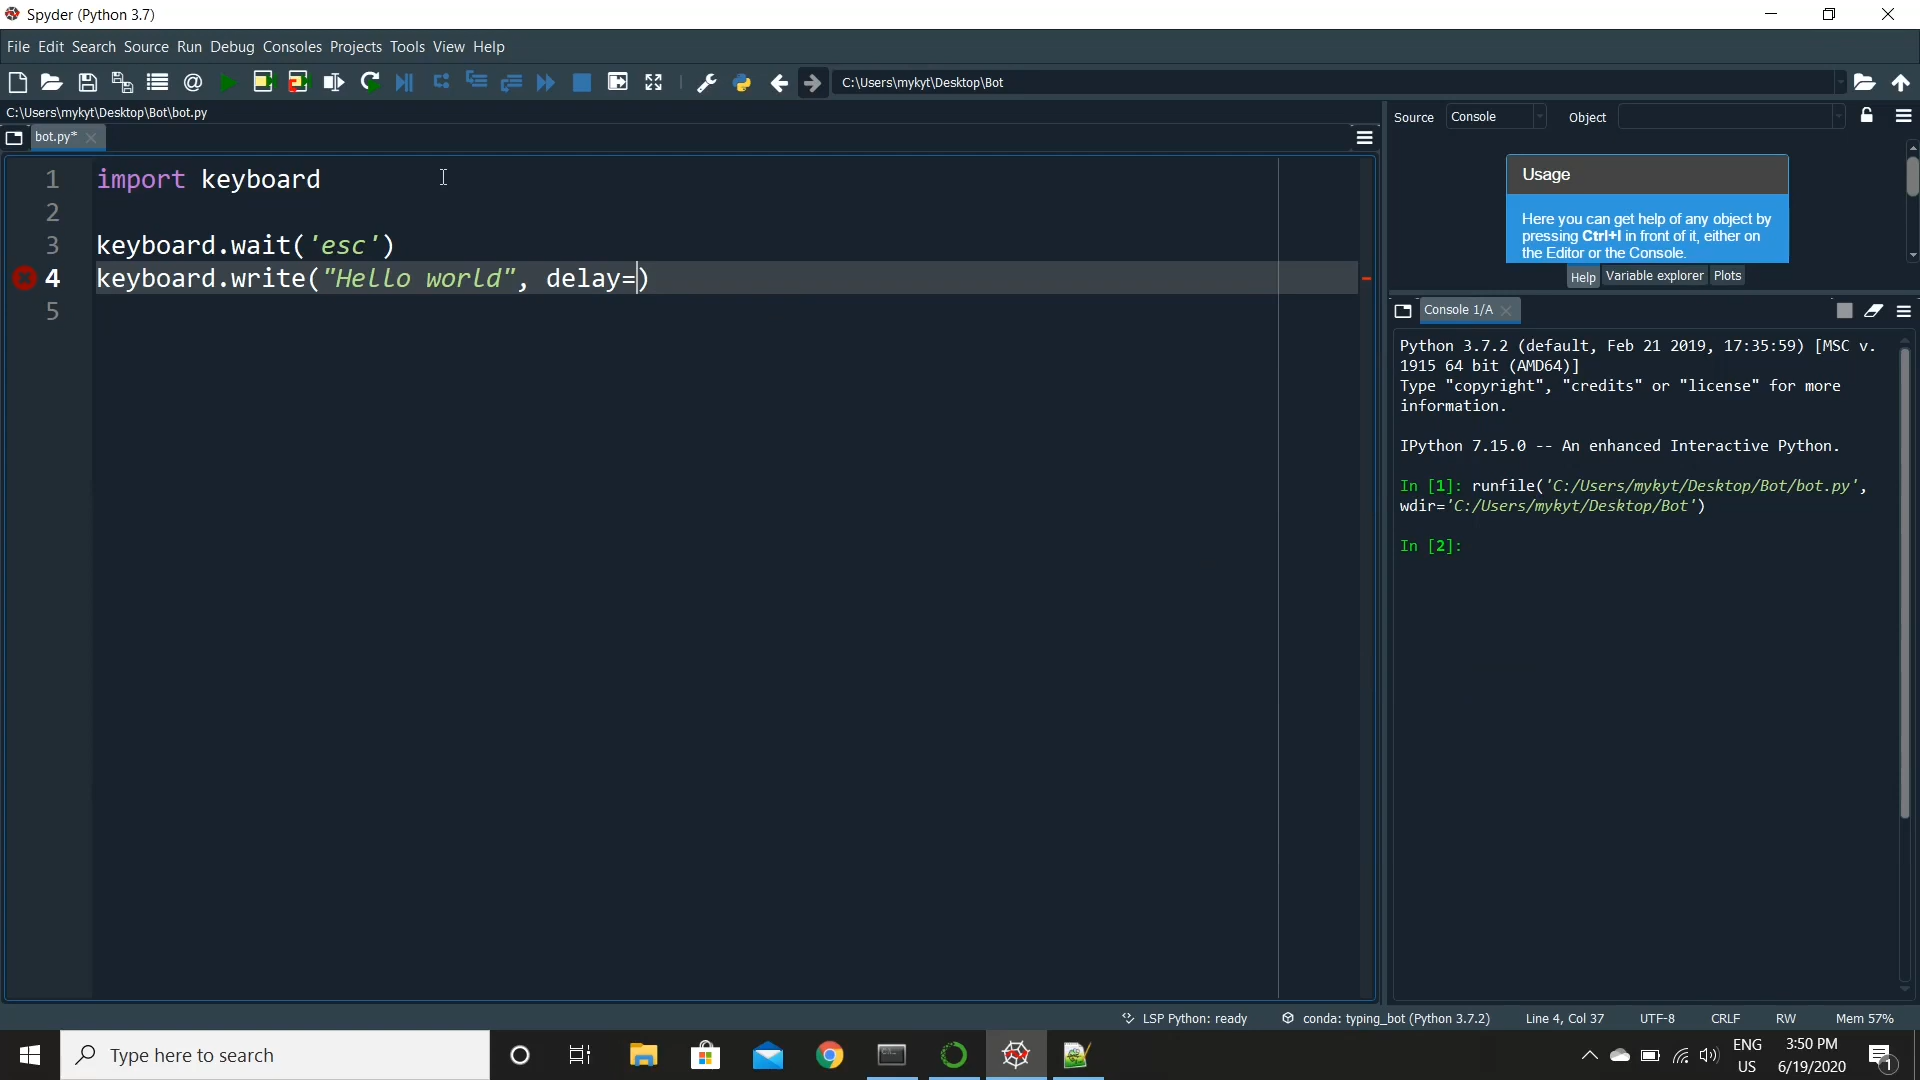 Spyder (Python 3.7)
File Edit Search Source Run Debug Consoles Projects Tools View Help
C:\Users\mykyt\Desktop\Bot
C:\Users\mykyt\Desktop\Bot\bot.py
bot.py*
1 import keyboard
2
3 keyboard.wait('esc')
4 keyboard.write("Hello world", delay=)
5
Source Console Object
Usage
Here you can get help of any object by
pressing Ctrl+I in front of it, either on
the Editor or the Console.
Help Variable explorer Plots
Console 1/A
Python 3.7.2 (default, Feb 21 2019, 17:35:59) [MSC v.
1915 64 bit (AMD64)]
Type "copyright", "credits" or "license" for more
information.
IPython 7.15.0 -- An enhanced Interactive Python.
In [1]: runfile('C:/Users/mykyt/Desktop/Bot/bot.py',
wdir='C:/Users/mykyt/Desktop/Bot')
In [2]:
LSP Python: ready conda: typing_bot (Python 3.7.2) Line 4, Col 37 UTF-8 CRLF RW Mem 57%
Type here to search
ENG
US
3:50 PM
6/19/2020
1